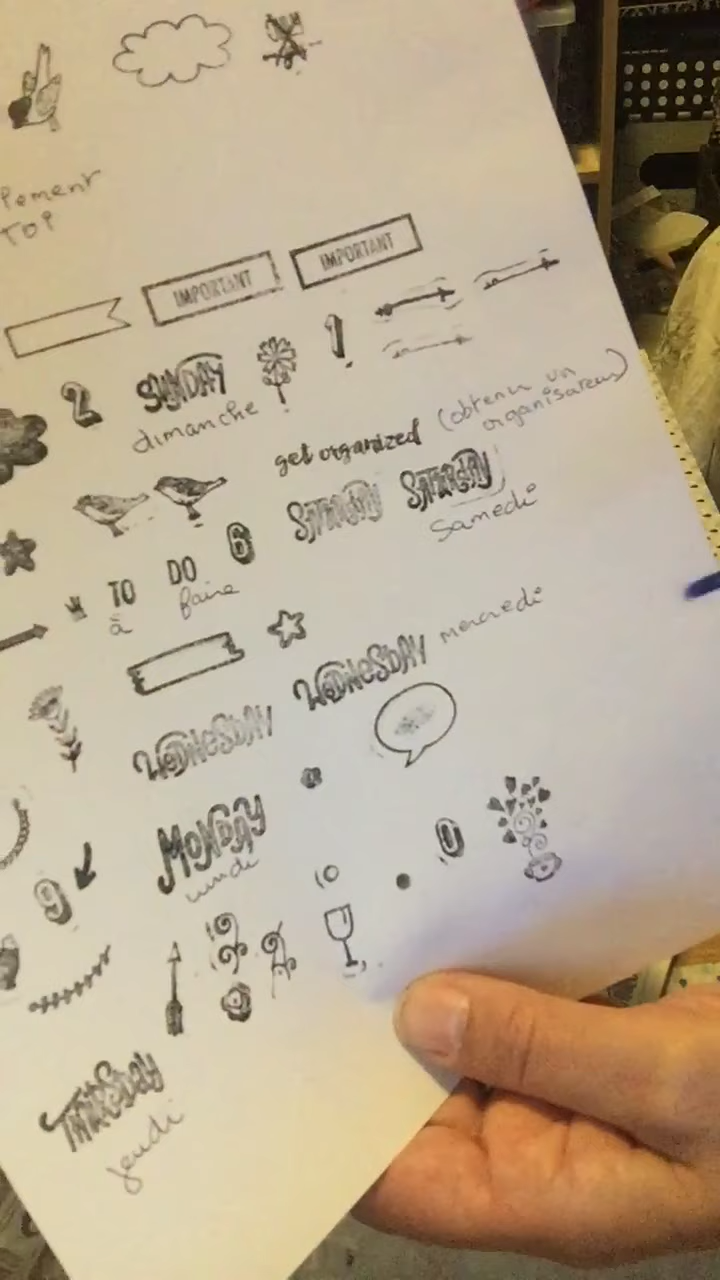 TOP
IMPORTANT IMPORTANT
2 SUNDAY 1
dimanche
get organized (obtenu un
organisateur)
SATURDAY SATURDAY
samedi
TO DO 6
à faire
WEDNESDAY WEDNESDAY mercredi
MONDAY
lundi
9 0
10
THURSDAY
jeudi